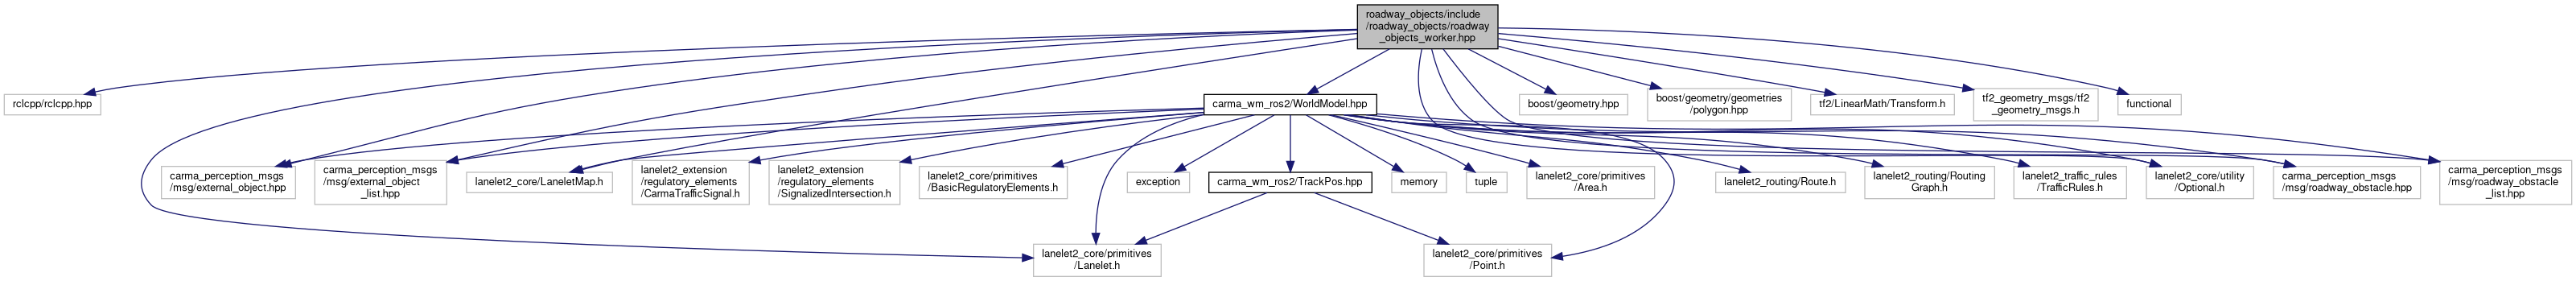 roadway_objects/include
/roadway_objects/roadway
_objects_worker.hpp
rclcpp/rclcpp.hpp
carma_wm_ros2/WorldModel.hpp
boost/geometry.hpp
boost/geometry/geometries
/polygon.hpp
tf2/LinearMath/Transform.h
tf2_geometry_msgs/tf2
_geometry_msgs.h
functional
carma_perception_msgs
/msg/external_object.hpp
carma_perception_msgs
/msg/external_object
_list.hpp
lanelet2_core/LaneletMap.h
lanelet2_extension
/regulatory_elements
/CarmaTrafficSignal.h
lanelet2_extension
/regulatory_elements
/SignalizedIntersection.h
lanelet2_core/primitives
/BasicRegulatoryElements.h
exception
carma_wm_ros2/TrackPos.hpp
memory
tuple
lanelet2_core/primitives
/Area.h
lanelet2_routing/Route.h
lanelet2_routing/Routing
Graph.h
lanelet2_traffic_rules
/TrafficRules.h
lanelet2_core/utility
/Optional.h
carma_perception_msgs
/msg/roadway_obstacle.hpp
carma_perception_msgs
/msg/roadway_obstacle
_list.hpp
lanelet2_core/primitives
/Lanelet.h
lanelet2_core/primitives
/Point.h